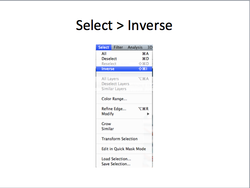 Select > Inverse
Select Filter Analysis 3D
All ⌘A
Deselect ⌘D
Reselect ⇧⌘D
Inverse ⇧⌘I
All Layers ⌥⌘A
Deselect Layers
Similar Layers
Color Range...
Refine Edge... ⌥⌘R
Modify
Grow
Similar
Transform Selection
Edit in Quick Mask Mode
Load Selection...
Save Selection...